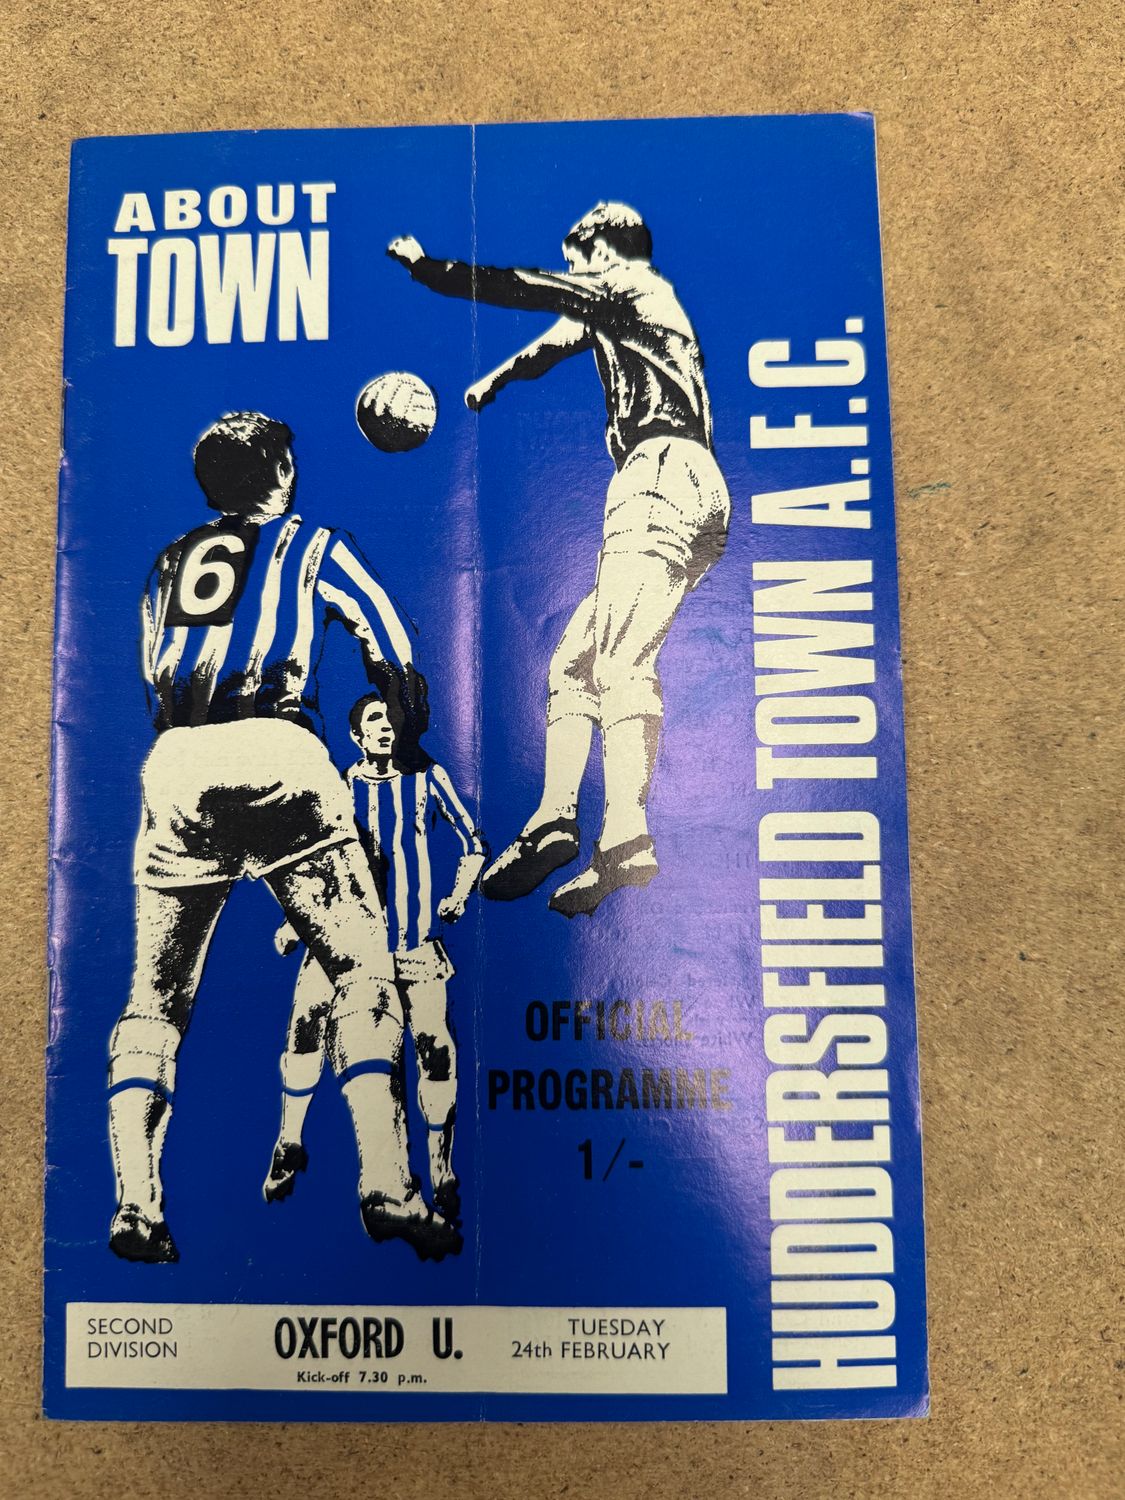 ABOUT
TOWN
6
HUDDERSFIELD TOWN A.F.C.
OFFICIAL
PROGRAMME
1/-
SECOND
DIVISION
OXFORD U.
Kick-off 7.30 p.m.
TUESDAY
24th FEBRUARY